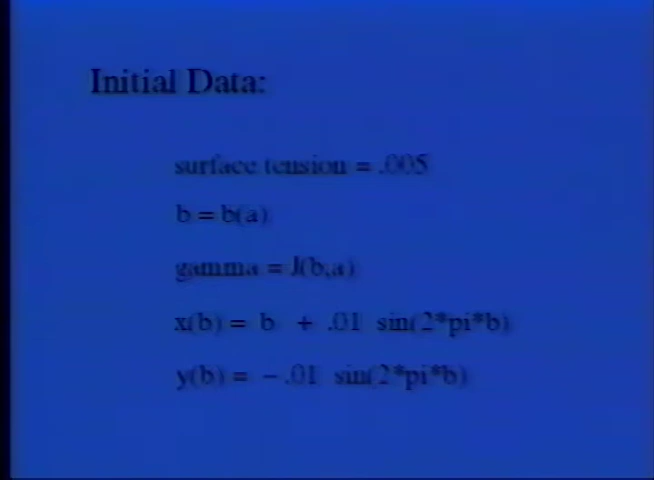 Initial Data:
surface tension = .005
b = b(a)
gamma = J(b,a)
x(b) = b + .01 sin(2*pi*b)
y(b) = - .01 sin(2*pi*b)